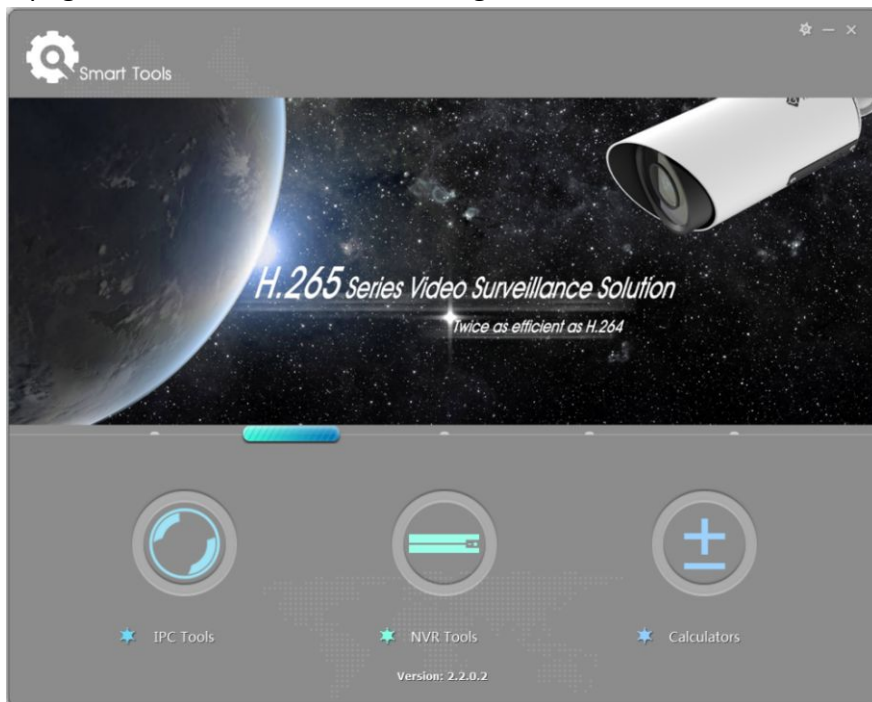 Smart Tools
H.265 Series Video Surveillance Solution
Twice as efficient as H.264
IPC Tools
NVR Tools
Calculators
Version: 2.2.0.2